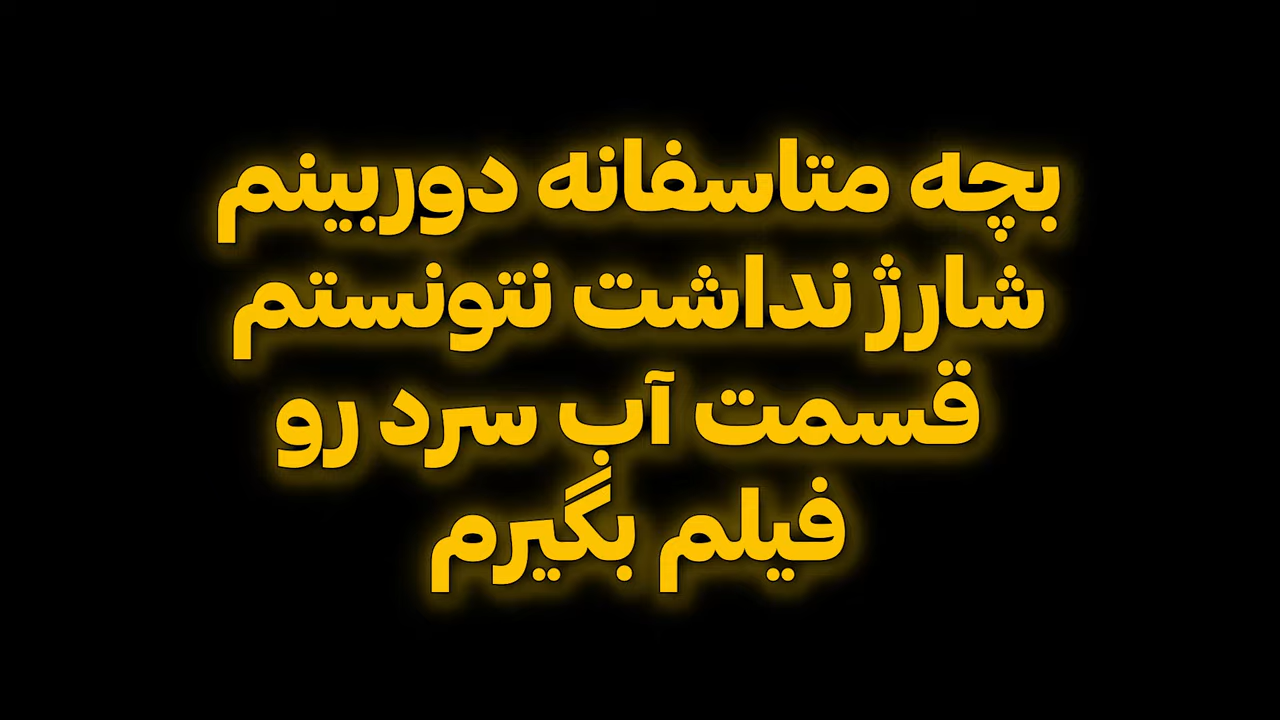 بچه متاسفانه دوربینم
شارژ نداشت نتونستم
قسمت آب سرد رو
فیلم بگیرم